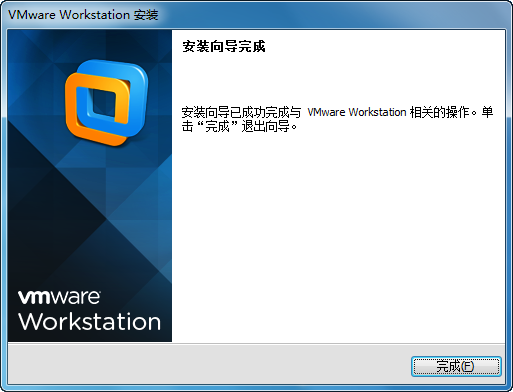 VMware Workstation 安装
安装向导完成
安装向导已成功完成与 VMware Workstation 相关的操作。单
击“完成”退出向导。
vmware
Workstation
完成(F)